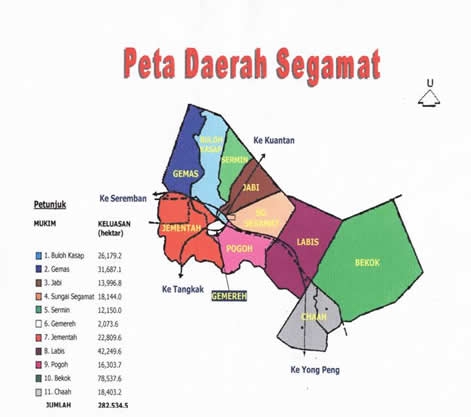 Peta Daerah Segamat
U
Ke Kuantan
BULOH
KASAP
SERMIN
GEMAS
JABI
Ke Seremban
SG.
SEGAMAT
JEMENTAH
LABIS
POGOH
BEKOK
Ke Tangkak
GEMEREH
CHAAH
Ke Yong Peng
Petunjuk
MUKIM KELUASAN
(hektar)
1. Buloh Kasap 26,179.2
2. Gemas 31,687.1
3. Jabi 13,996.8
4. Sungai Segamat 18,144.0
5. Sermin 12,150.0
6. Gemereh 2,073.6
7. Jementah 22,809.6
8. Labis 42,249.6
9. Pogoh 16,303.7
10. Bekok 78,537.6
11. Chaah 18,403.2
JUMLAH 282,534.5